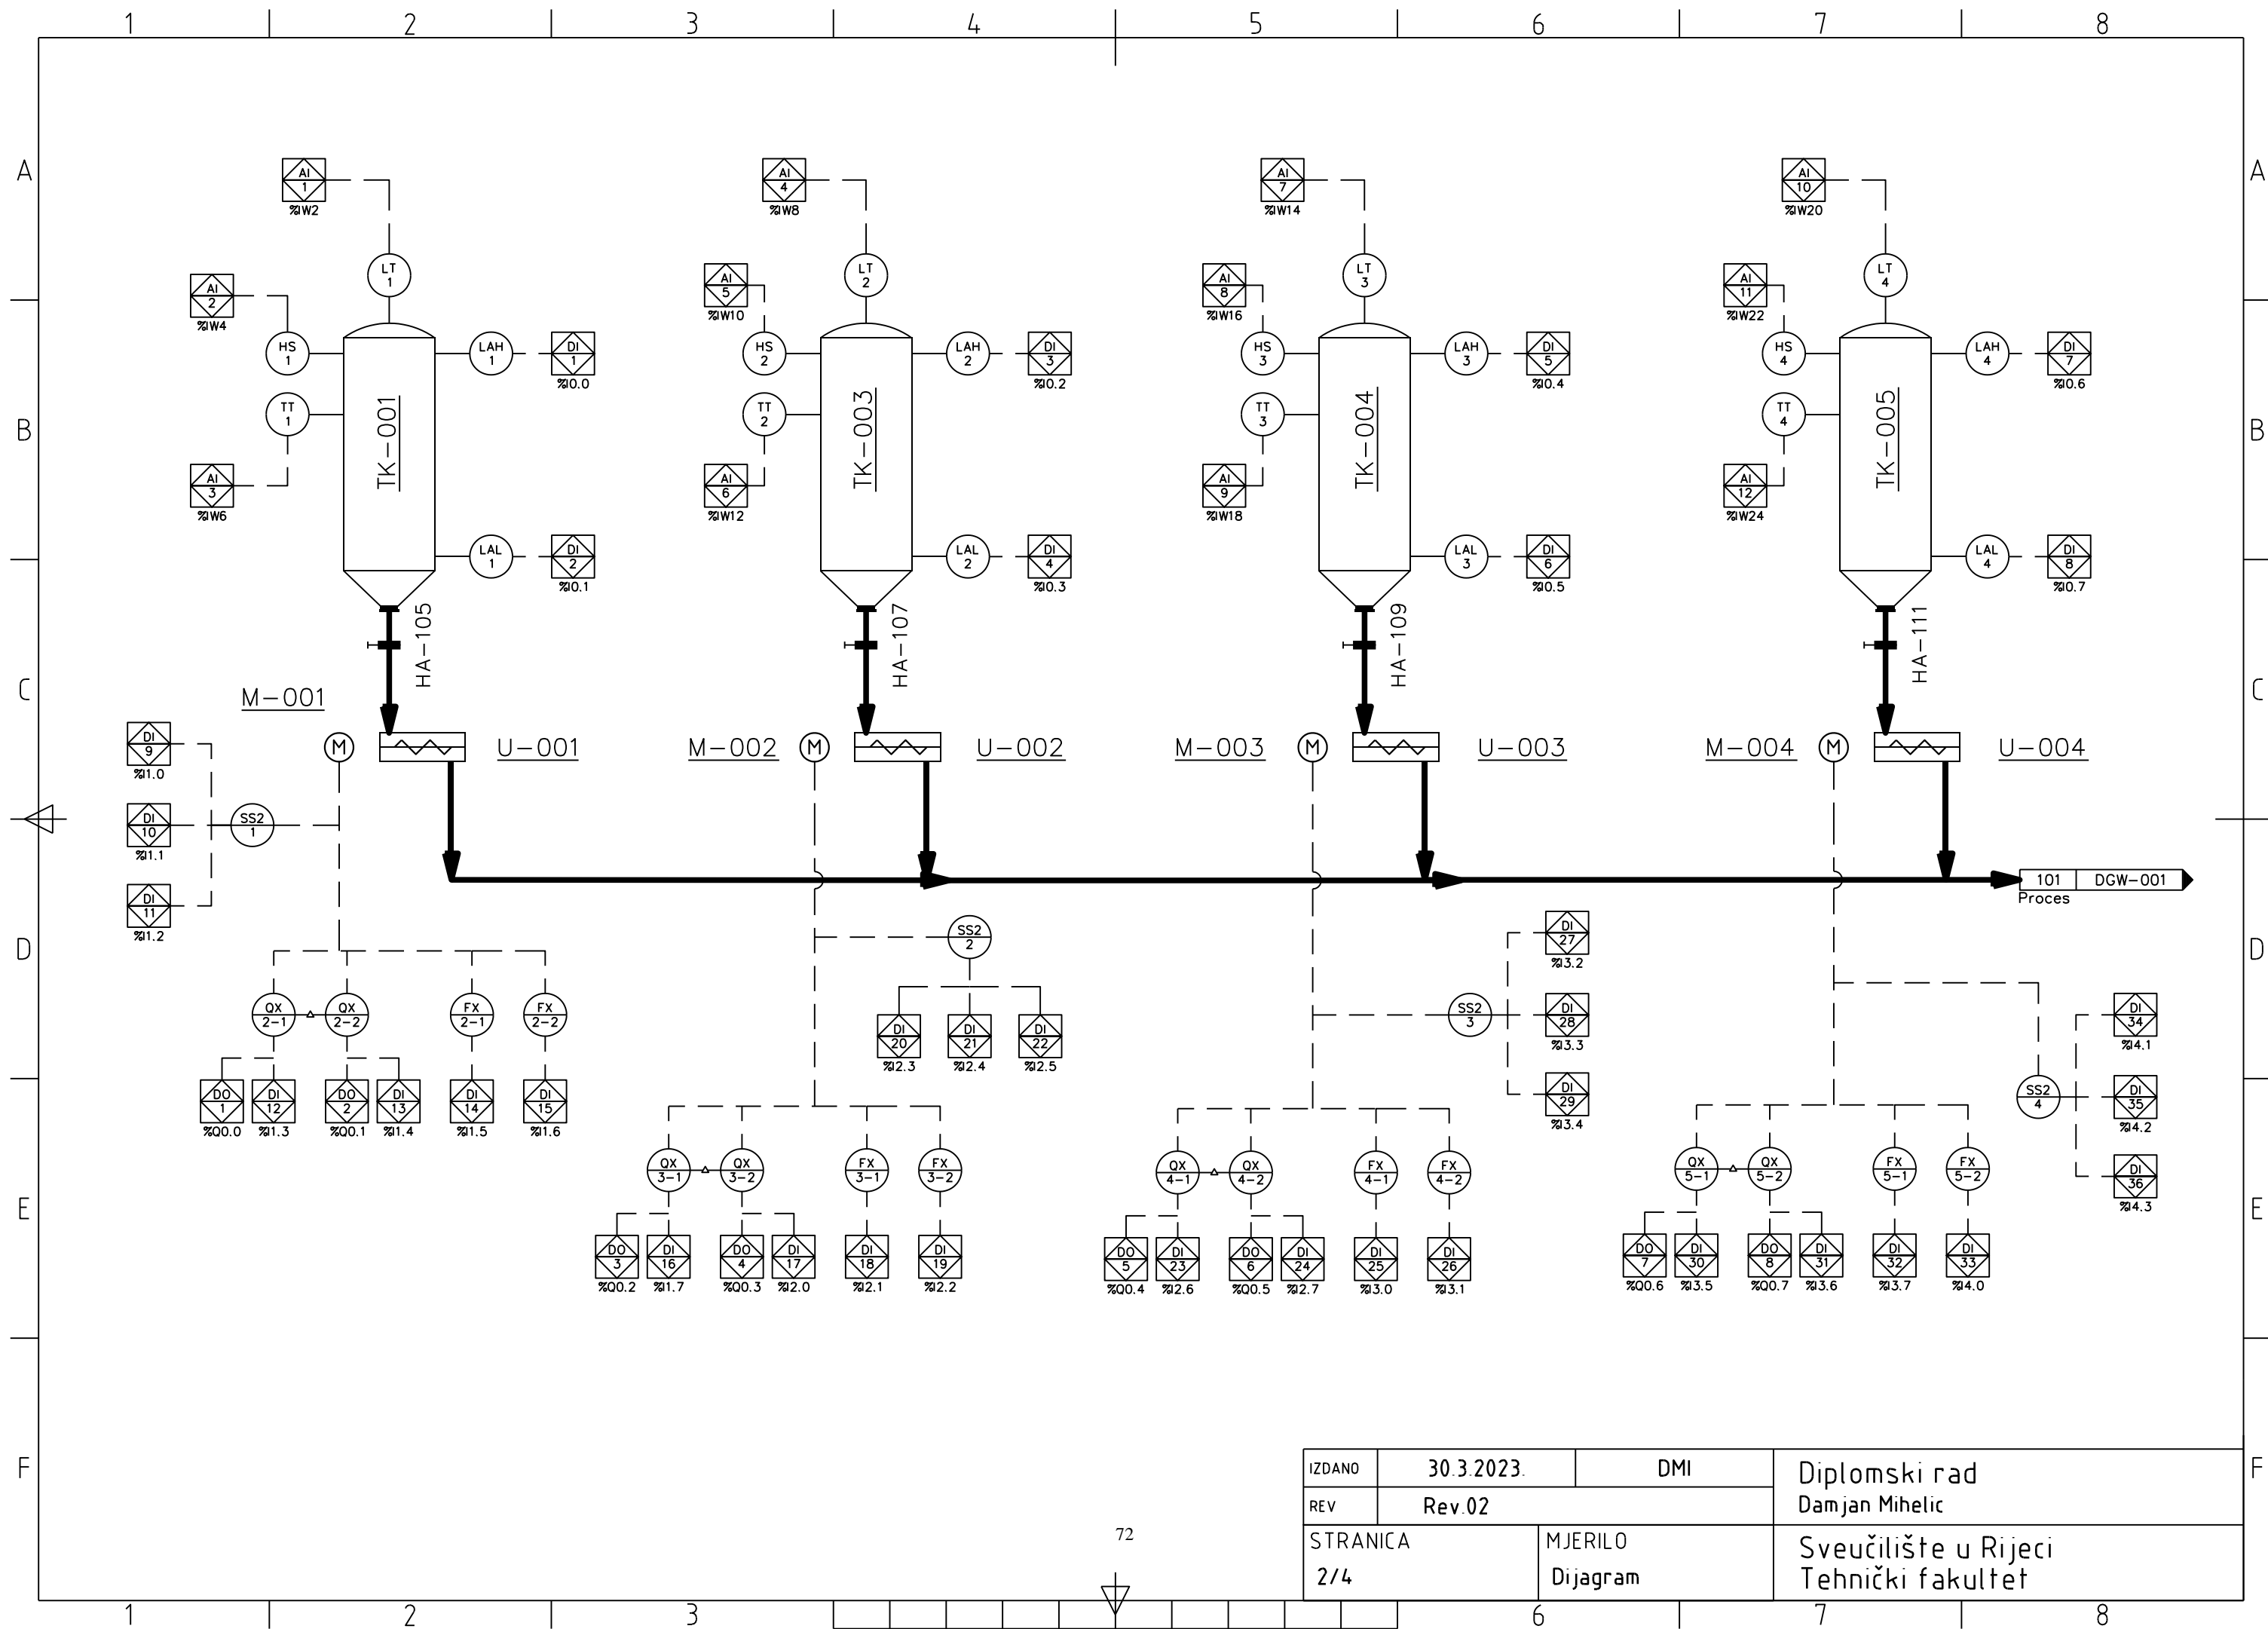 1 2 3 4 5 6 7 8
A A
AI 1 %IW2
AI 4 %IW8
AI 7 %IW14
AI 10 %IW20
LT 1
LT 2
LT 3
LT 4
AI 2 %IW4
AI 5 %IW10
AI 8 %IW16
AI 11 %IW22
HS 1
LAH 1
DI 1 %I0.0
HS 2
LAH 2
DI 3 %I0.2
HS 3
LAH 3
DI 5 %I0.4
HS 4
LAH 4
DI 7 %I0.6
TT 1
TK-001
TT 2
TK-003
TT 3
TK-004
TT 4
TK-005
B B
AI 3 %IW6
AI 6 %IW12
AI 9 %IW18
AI 12 %IW24
LAL 1
DI 2 %I0.1
LAL 2
DI 4 %I0.3
LAL 3
DI 6 %I0.5
LAL 4
DI 8 %I0.7
HA-105
HA-107
HA-109
HA-111
C C
M-001
M
U-001
M-002
M
U-002
M-003
M
U-003
M-004
M
U-004
DI 9 %I1.0
DI 10 %I1.1
DI 11 %I1.2
SS2 1
101 DGW-001
Proces
D D
SS2 2
DI 20 %I2.3
DI 21 %I2.4
DI 22 %I2.5
SS2 3
DI 27 %I3.2
DI 28 %I3.3
DI 29 %I3.4
SS2 4
DI 34 %I4.1
DI 35 %I4.2
DI 36 %I4.3
QX 2-1
QX 2-2
FX 2-1
FX 2-2
DO 1 %Q0.0
DI 12 %I1.3
DO 2 %Q0.1
DI 13 %I1.4
DI 14 %I1.5
DI 15 %I1.6
E E
QX 3-1
QX 3-2
FX 3-1
FX 3-2
DO 3 %Q0.2
DI 16 %I1.7
DO 4 %Q0.3
DI 17 %I2.0
DI 18 %I2.1
DI 19 %I2.2
QX 4-1
QX 4-2
FX 4-1
FX 4-2
DO 5 %Q0.4
DI 23 %I2.6
DO 6 %Q0.5
DI 24 %I2.7
DI 25 %I3.0
DI 26 %I3.1
QX 5-1
QX 5-2
FX 5-1
FX 5-2
DO 7 %Q0.6
DI 30 %I3.5
DO 8 %Q0.7
DI 31 %I3.6
DI 32 %I3.7
DI 33 %I4.0
F F
IZDANO 30.3.2023. DMI
REV Rev.02
Diplomski rad
Damjan Mihelic
STRANICA
2/4
MJERILO
Dijagram
Sveučilište u Rijeci
Tehnički fakultet
72
1 2 3 6 7 8